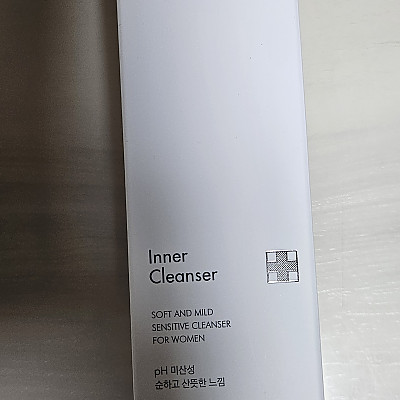 Inner
Cleanser
SOFT AND MILD
SENSITIVE CLEANSER
FOR WOMEN
pH 미산성
순하고 산뜻한 느낌